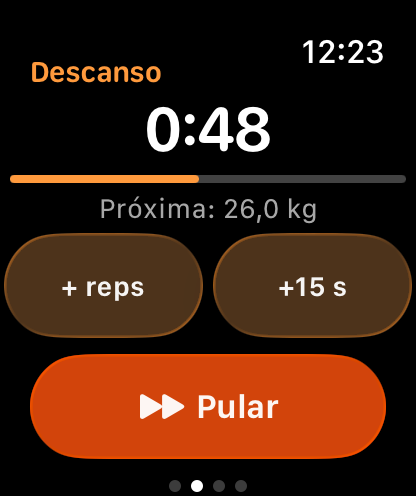 12:23
Descanso
0:48
Próxima: 26,0 kg
+ reps
+15 s
Pular